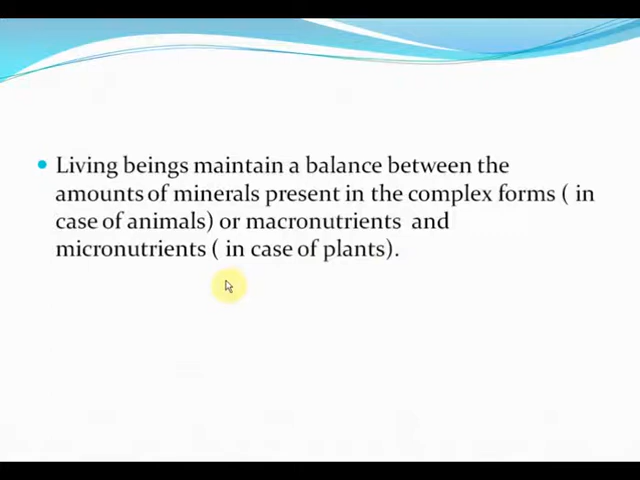 Living beings maintain a balance between the
amounts of minerals present in the complex forms ( in
case of animals) or macronutrients and
micronutrients ( in case of plants).